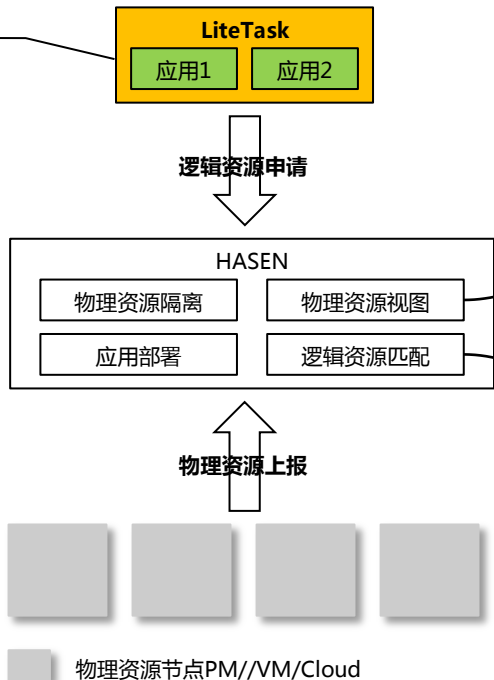 LiteTask
应用1
应用2
逻辑资源申请
HASEN
物理资源隔离
物理资源视图
应用部署
逻辑资源匹配
物理资源上报
物理资源节点PM//VM/Cloud